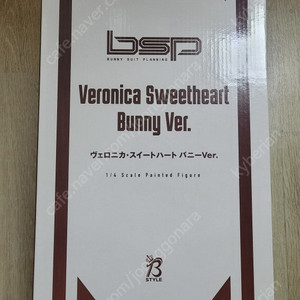 bsp
BUNNY SUIT PLANNING
Veronica Sweetheart
Bunny Ver.
ヴェロニカ・スイートハート バニーVer.
1/4 Scale Painted Figure
B
STYLE